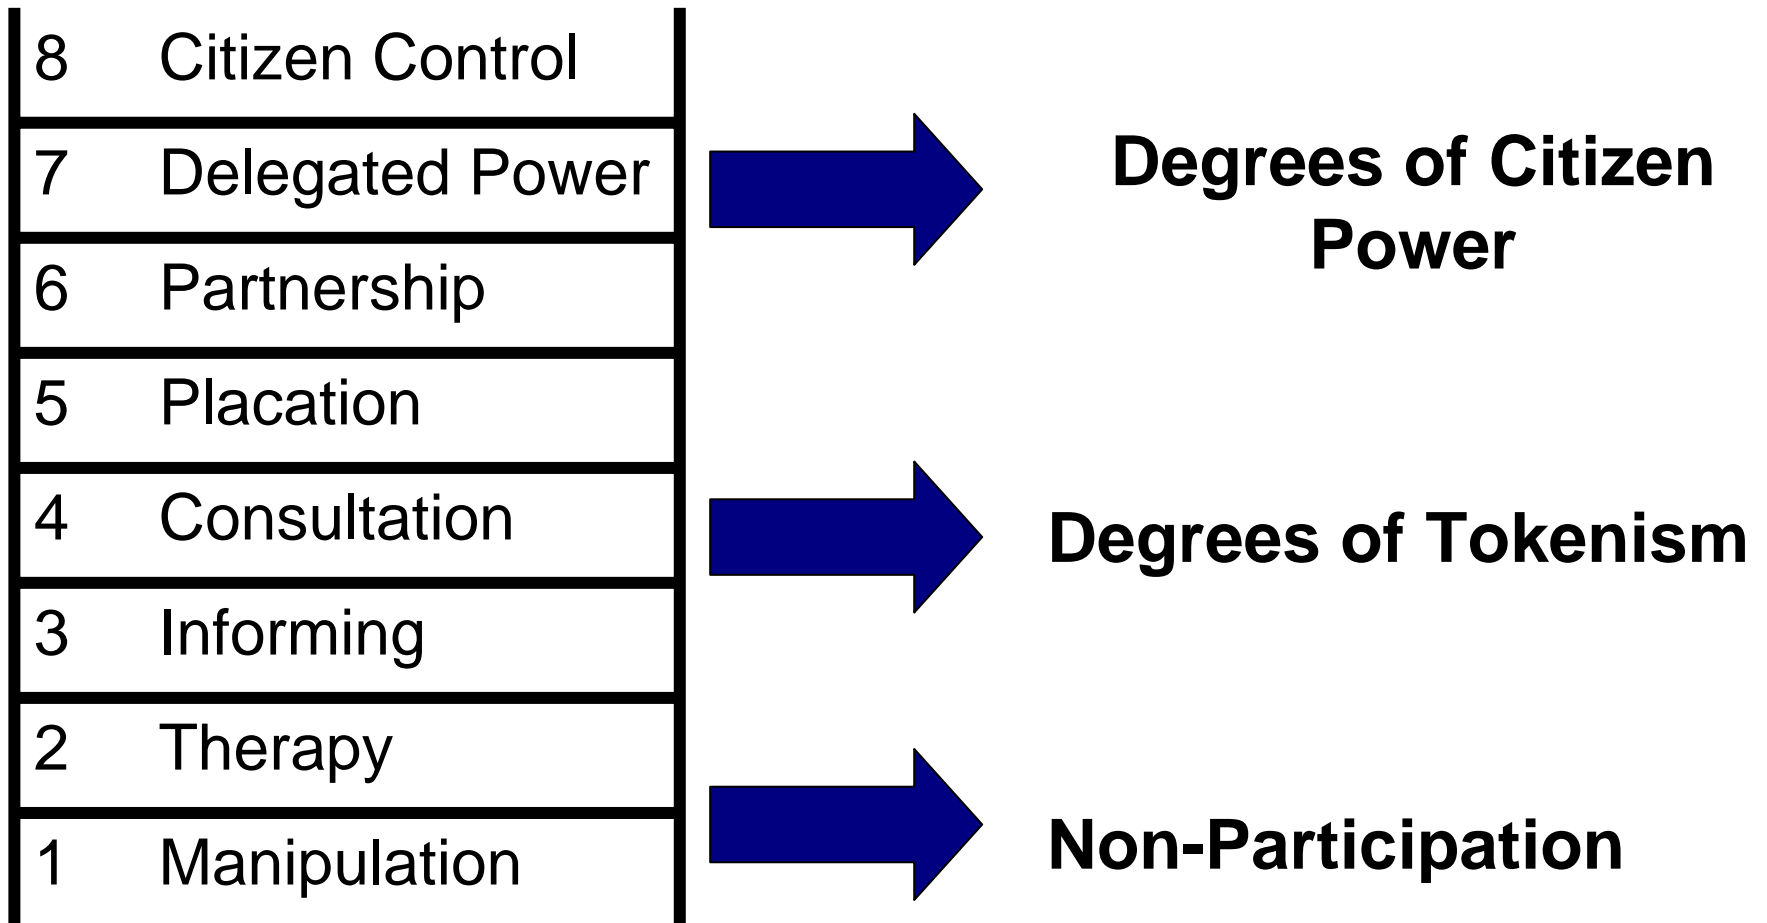 8 Citizen Control
7 Delegated Power
6 Partnership
5 Placation
4 Consultation
3 Informing
2 Therapy
1 Manipulation
Degrees of Citizen
Power
Degrees of Tokenism
Non-Participation